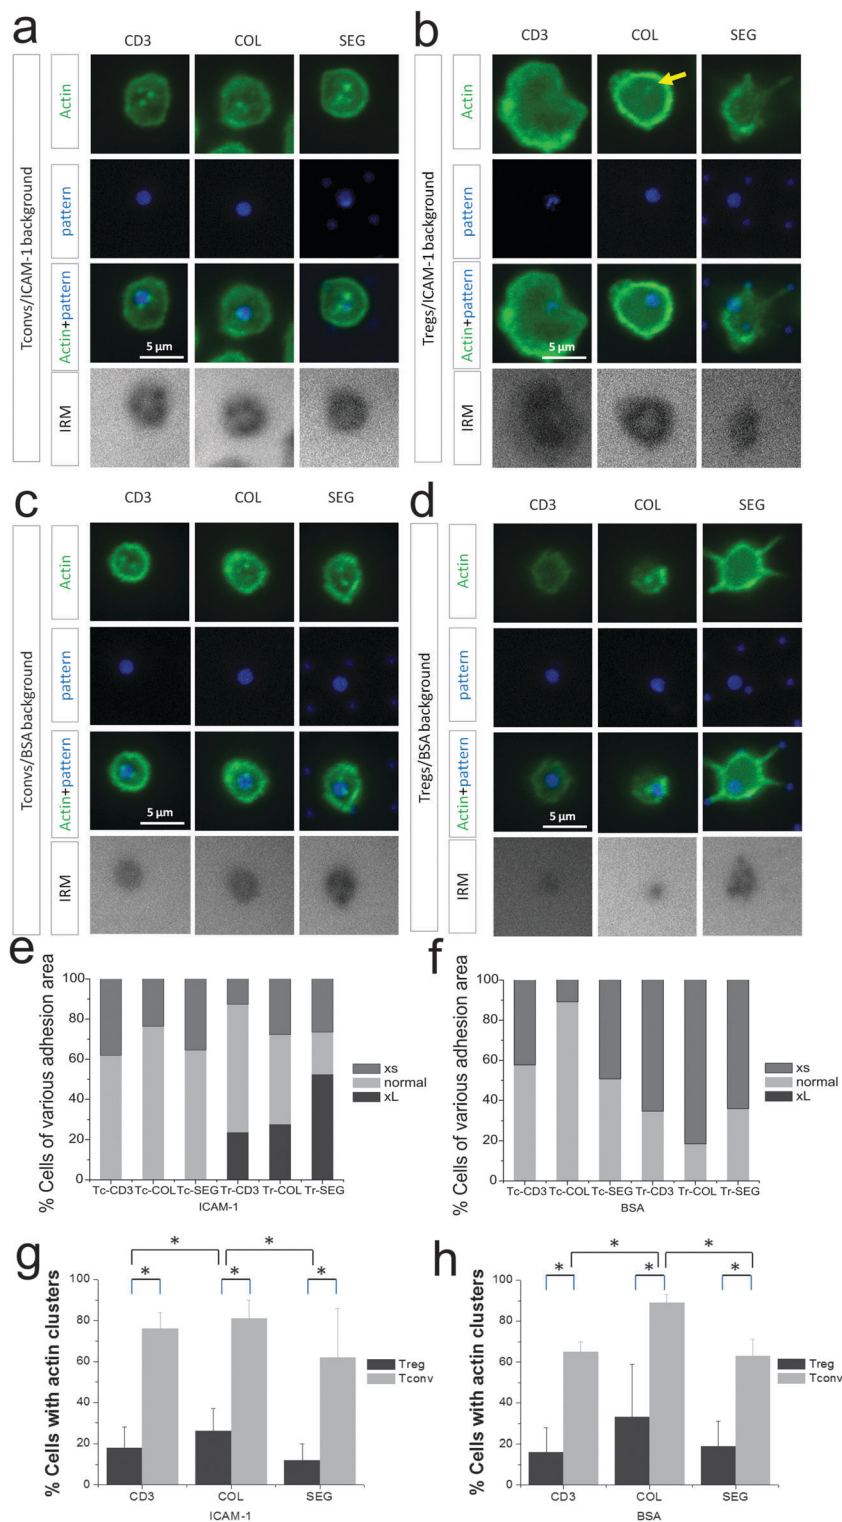 a
CD3 COL SEG
Tconvs/ICAM-1 background
Actin
pattern
Actin+pattern
5 µm
IRM
b
CD3 COL SEG
Tregs/ICAM-1 background
Actin
pattern
Actin+pattern
5 µm
IRM
c
CD3 COL SEG
Tconvs/BSA background
Actin
pattern
Actin+pattern
5 µm
IRM
d
CD3 COL SEG
Tregs/BSA background
Actin
pattern
Actin+pattern
5 µm
IRM
e
% Cells of various adhesion area
100
80
60
40
20
0
Tc-CD3 Tc-COL Tc-SEG Tr-CD3 Tr-COL Tr-SEG
ICAM-1
xs
normal
xL
f
% Cells of various adhesion area
100
80
60
40
20
0
Tc-CD3 Tc-COL Tc-SEG Tr-CD3 Tr-COL Tr-SEG
BSA
xs
normal
xL
g
% Cells with actin clusters
* *
* * *
100
80
60
40
20
0
CD3 COL SEG
ICAM-1
Treg
Tconv
h
% Cells with actin clusters
* *
* * *
100
80
60
40
20
0
CD3 COL SEG
BSA
Treg
Tconv